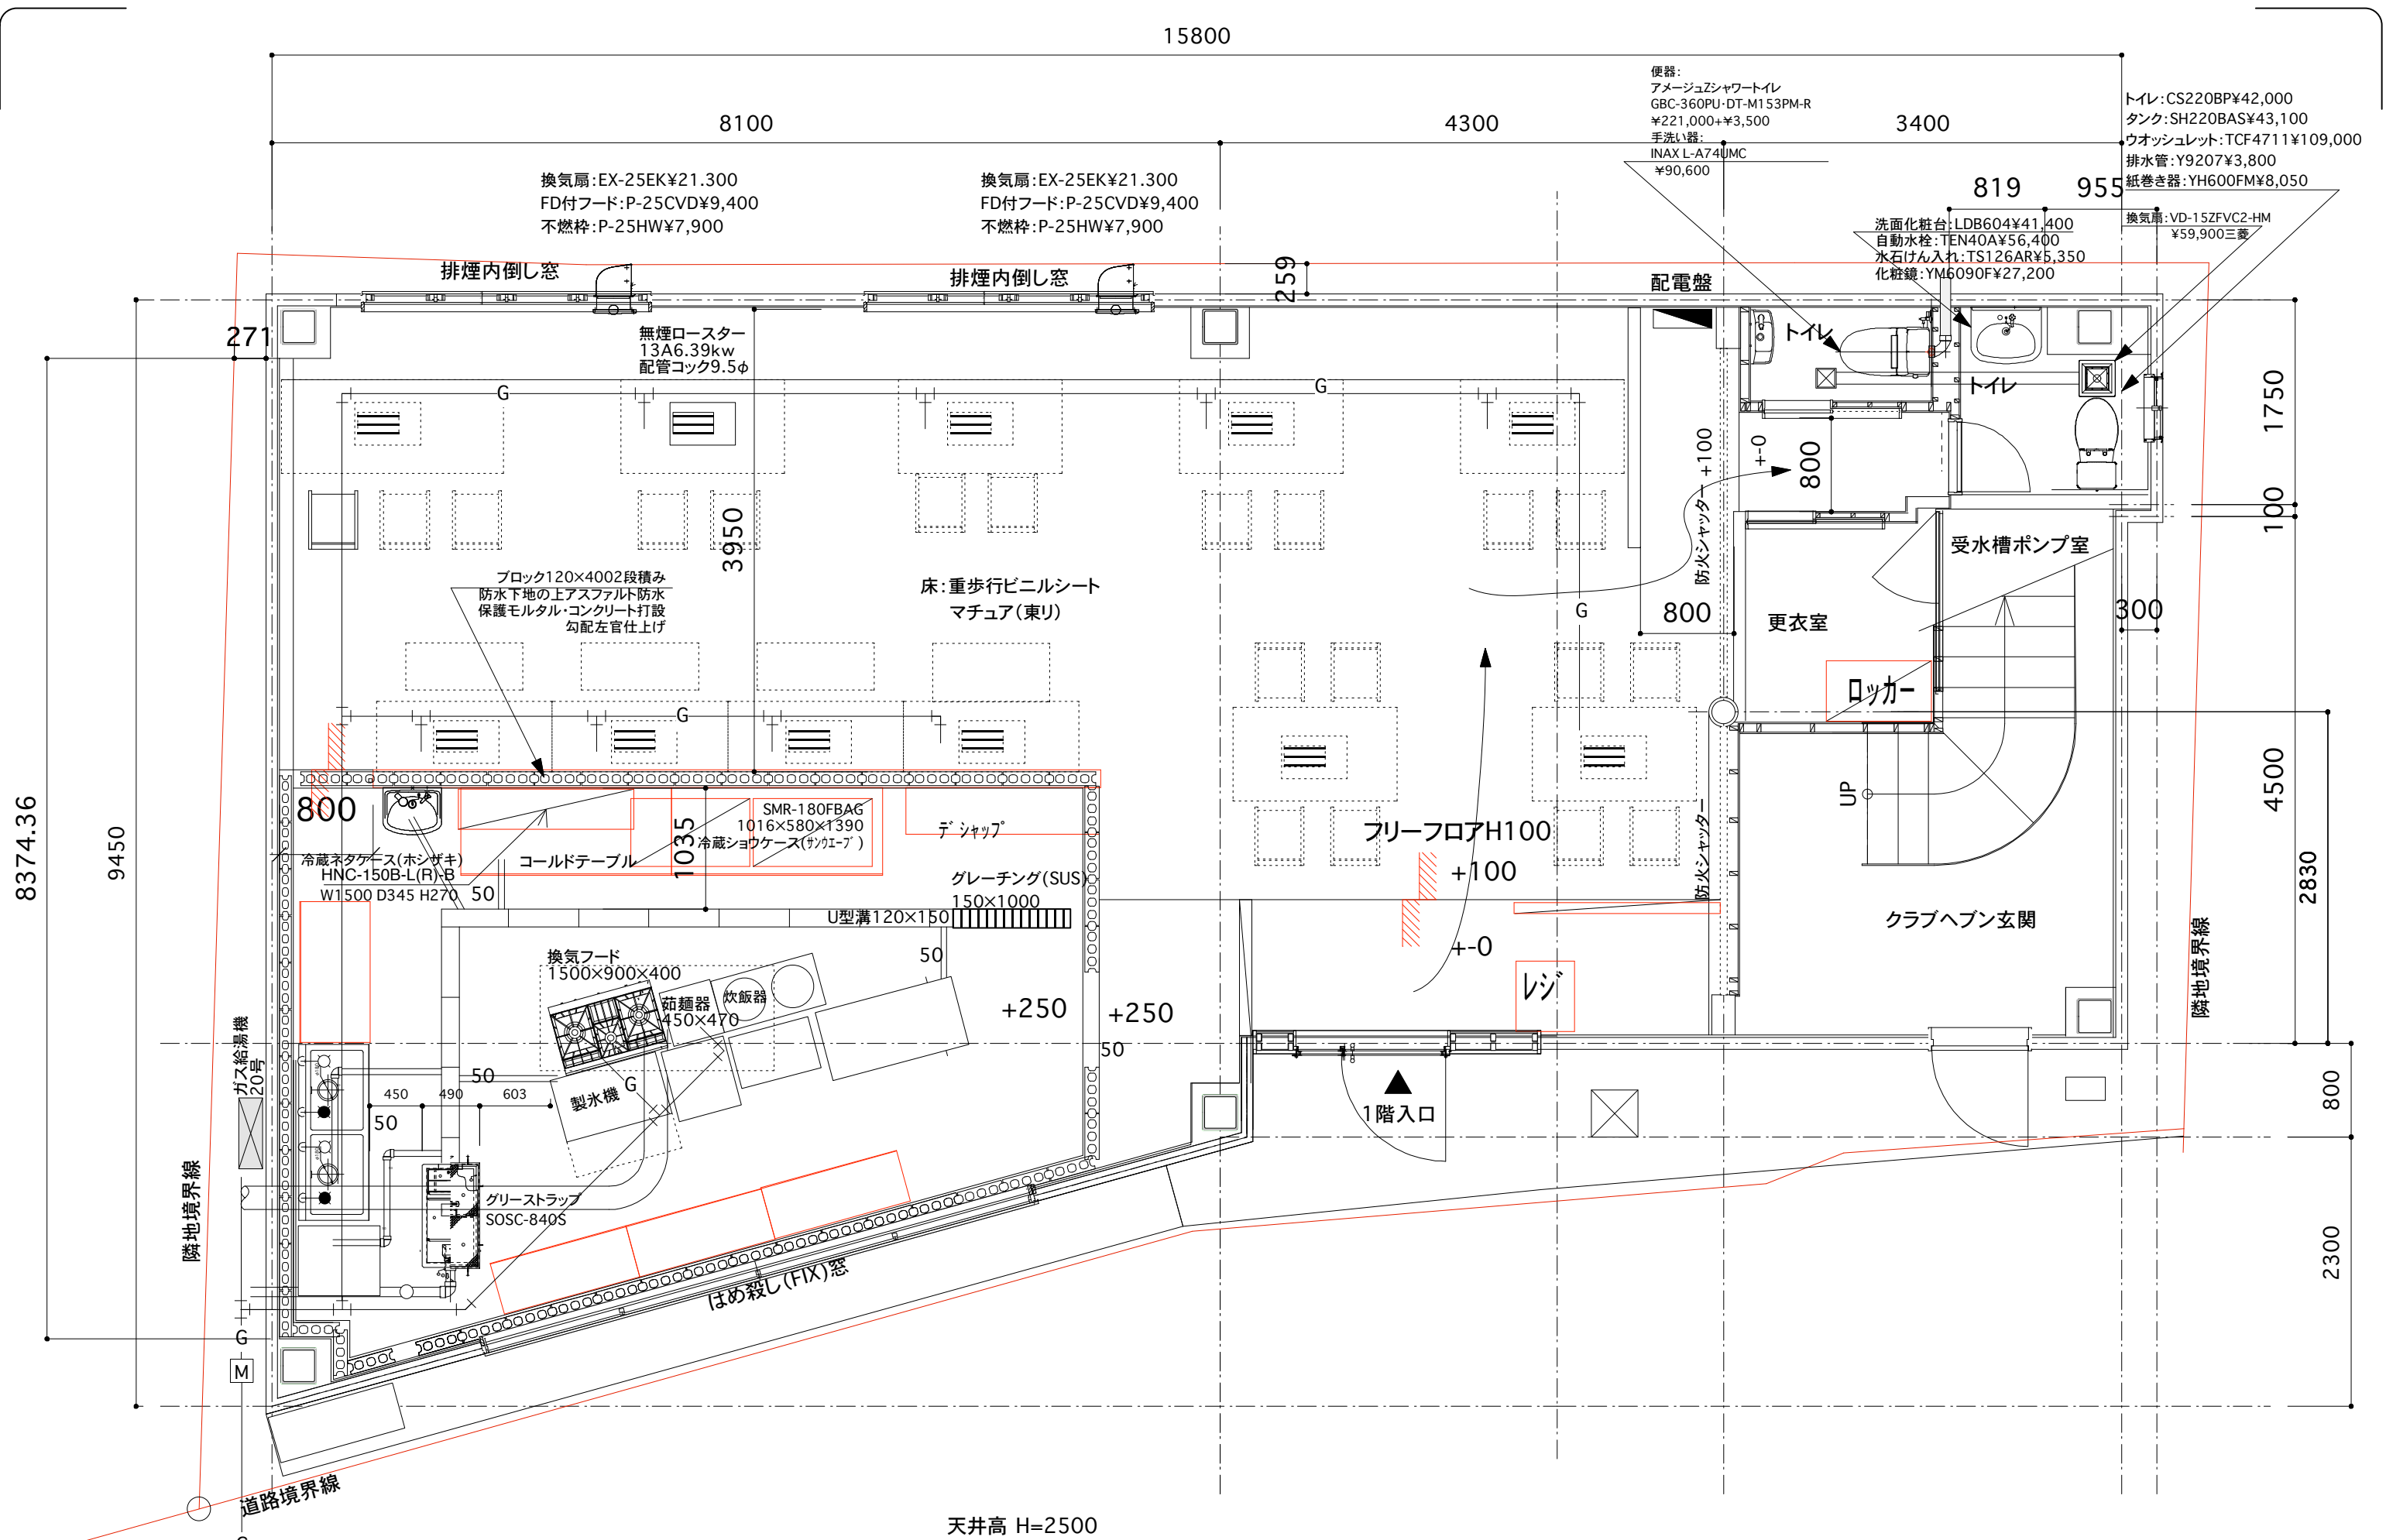 15800
8100
4300
3400
便器:
アメージュZシャワートイレ
GBC-360PU·DT-M153PM-R
¥221,000+¥3,500
手洗い器:
INAX L-A74UMC
¥90,600
トイレ:CS220BP¥42,000
タンク:SH220BAS¥43,100
ウオッシュレット:TCF4711¥109,000
排水管:Y9207¥3,800
紙巻き器:YH600FM¥8,050
換気扇:VD-15ZFVC2-HM
¥59,900三菱
819
955
洗面化粧台:LDB604¥41,400
自動水栓:TEN40A¥56,400
水石けん入れ:TS126AR¥5,350
化粧鏡:YM6090F¥27,200
換気扇:EX-25EK¥21.300
FD付フード:P-25CVD¥9,400
不燃枠:P-25HW¥7,900
換気扇:EX-25EK¥21.300
FD付フード:P-25CVD¥9,400
不燃枠:P-25HW¥7,900
排煙内倒し窓
排煙内倒し窓
259
配電盤
271
無煙ロースター
13A6.39kw
配管コック9.5φ
トイレ
トイレ
G
G
1750
100
防火シャッター
+100
+-0
800
3950
ブロック120×4002段積み
防水下地の上アスファルト防水
保護モルタル·コンクリート打設
勾配左官仕上げ
床:重歩行ビニルシート
マチュア(東リ)
G
800
更衣室
受水槽ポンプ室
300
ロッカー
G
8374.36
9450
800
SMR-180FBAG
1016×580×1390
冷蔵ショウケース(ｻﾝｳｴｰﾌﾞ)
1035
デシャップ
コールドテーブル
冷蔵ネタケース(ホシザキ)
HNC-150B-L(R)-B
W1500 D345 H270
50
グレーチング(SUS)
150×1000
U型溝120×150
フリーフロアH100
+100
+-0
防火シャッター
UP
クラブヘブン玄関
4500
2830
隣地境界線
換気フード
1500×900×400
50
茹麺器
450×470
炊飯器
+250
+250
50
レジ
ガス給湯機
20号
50
450
490
603
50
G
製氷機
1階入口
800
2300
隣地境界線
グリーストラップ
SOSC-840S
はめ殺し(FIX)窓
G
M
道路境界線
天井高 H=2500